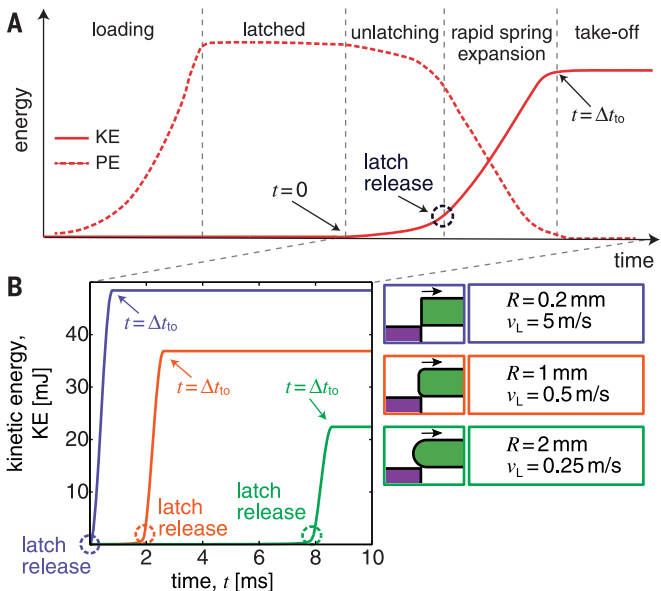 A
loading
latched
unlatching
rapid spring
expansion
take-off
energy
KE
PE
t = Δt_to
latch
release
t = 0
time
B
kinetic energy,
KE [mJ]
40
30
20
10
t = Δt_to
t = Δt_to
t = Δt_to
latch
release
latch
release
latch
release
2
4
6
8
10
time, t [ms]
R = 0.2 mm
v_L = 5 m/s
R = 1 mm
v_L = 0.5 m/s
R = 2 mm
v_L = 0.25 m/s